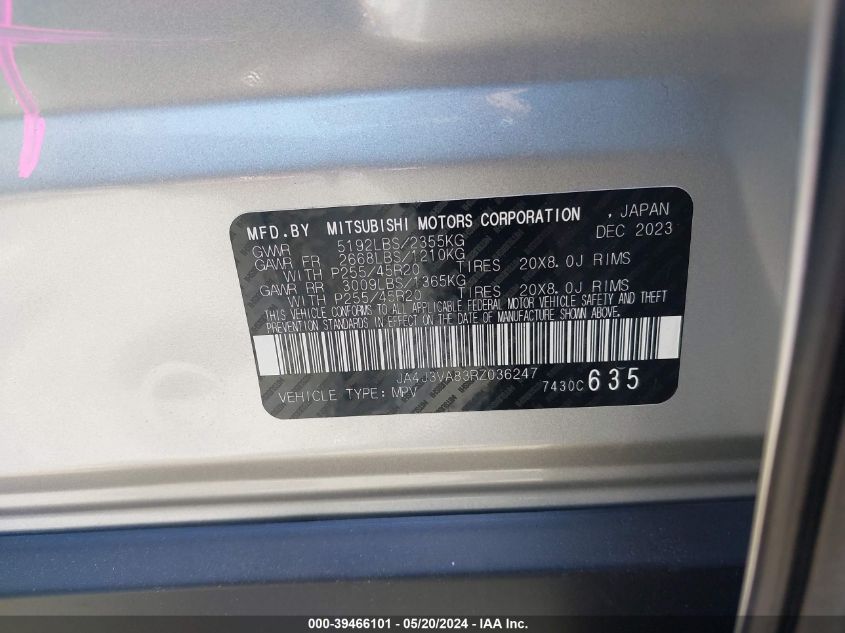 MFD.BY MITSUBISHI MOTORS CORPORATION , JAPAN
GVWR 5192LBS/2355KG DEC 2023
GAWR FR 2668LBS/1210KG
WITH P255/45R20 TIRES 20X8.0J RIMS
GAWR RR 3009LBS/1365KG
WITH P255/45R20 TIRES 20X8.0J RIMS
THIS VEHICLE CONFORMS TO ALL APPLICABLE FEDERAL MOTOR VEHICLE SAFETY AND THEFT
PREVENTION STANDARDS IN EFFECT ON THE DATE OF MANUFACTURE SHOWN ABOVE.
JA4J3VA83RZ036247
VEHICLE TYPE: MPV 7430C 635
000-39466101 - 05/20/2024 - IAA Inc.